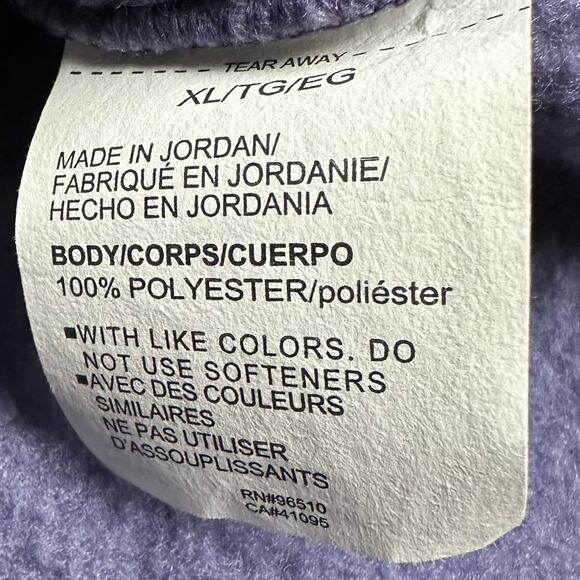 TEAR AWAY
XL/TG/EG
MADE IN JORDAN/
FABRIQUÉ EN JORDANIE/
HECHO EN JORDANIA
BODY/CORPS/CUERPO
100% POLYESTER/poliéster
■WITH LIKE COLORS. DO
NOT USE SOFTENERS
■AVEC DES COULEURS
SIMILAIRES
NE PAS UTILISER
D'ASSOUPLISSANTS
RN#96510
CA#41095